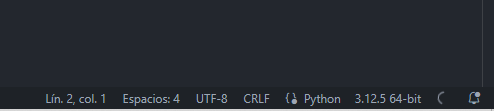 Lín. 2, col. 1 Espacios: 4 UTF-8 CRLF Python 3.12.5 64-bit